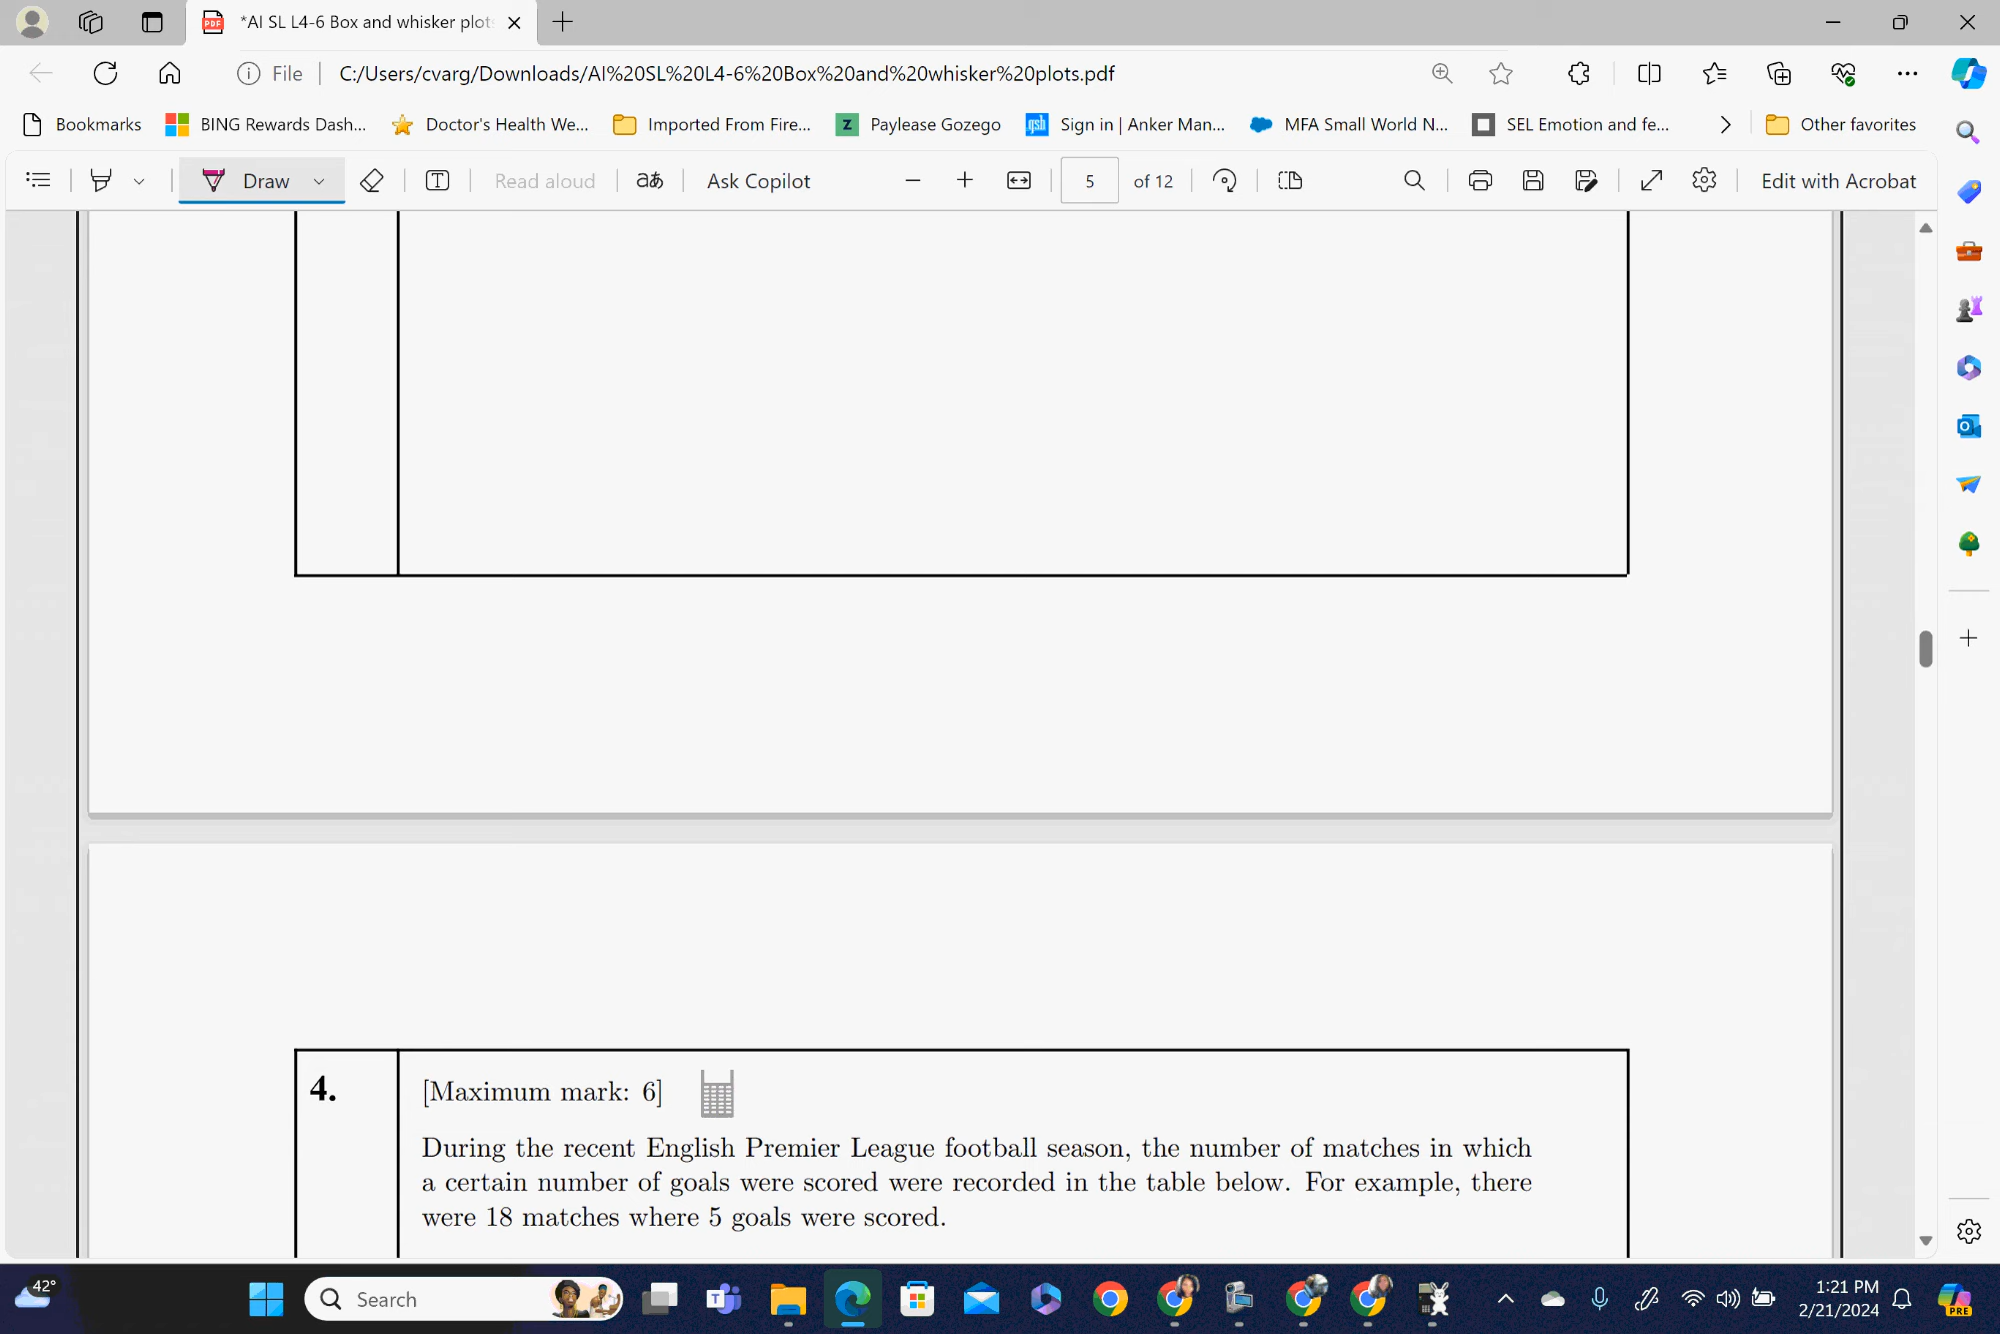 *AI SL L4-6 Box and whisker plot
File
C:/Users/cvarg/Downloads/AI%20SL%20L4-6%20Box%20and%20whisker%20plots.pdf
Bookmarks
BING Rewards Dash...
Doctor's Health We...
Imported From Fire...
Z
Paylease Gozego
qsh
Sign in | Anker Man...
MFA Small World N...
SEL Emotion and fe...
Other favorites
Draw
Read aloud
aあ
Ask Copilot
5
of 12
Edit with Acrobat
4.
[Maximum mark: 6]
During the recent English Premier League football season, the number of matches in which
a certain number of goals were scored were recorded in the table below. For example, there
were 18 matches where 5 goals were scored.
42°
Search
1:21 PM
2/21/2024
PRE